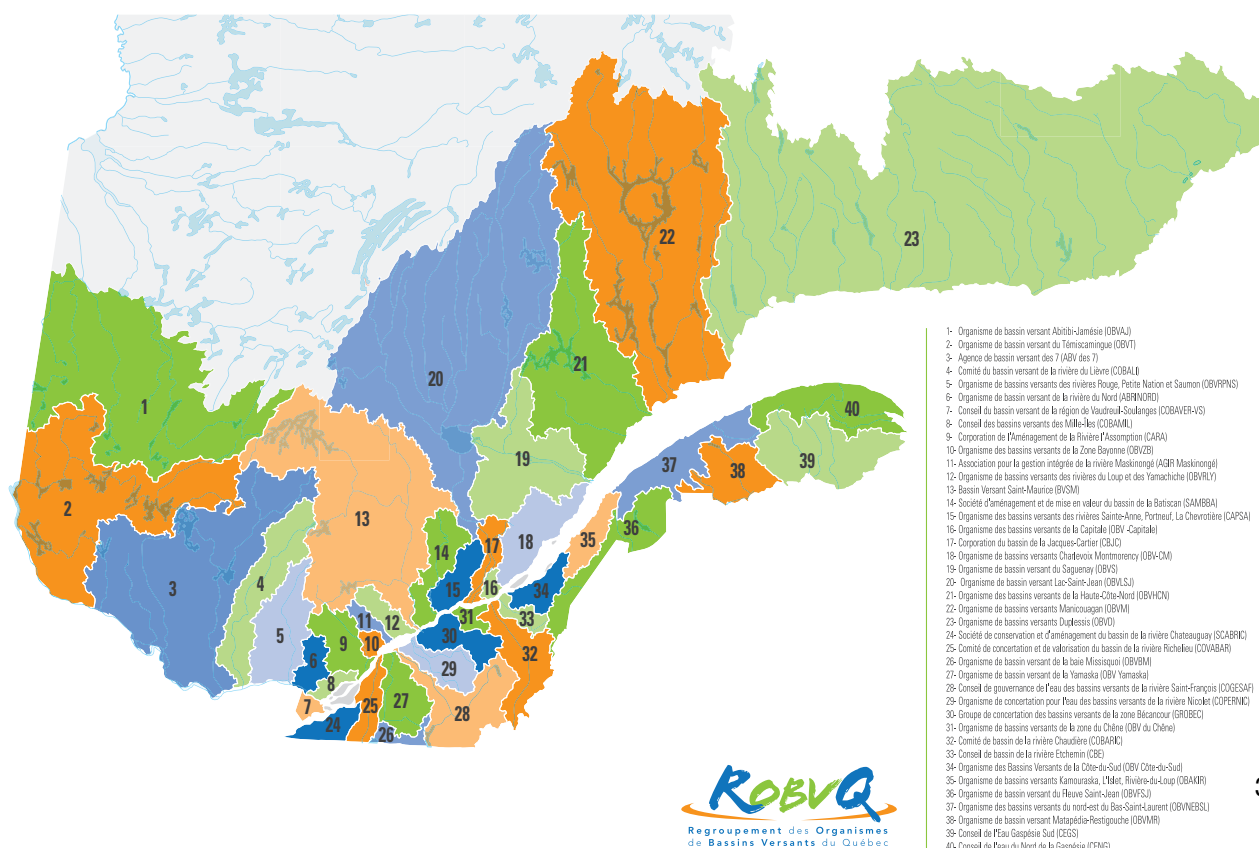 22
23
1
21
20
40
19
37
39
38
2
13
36
18
35
14
17
3
15
16
34
4
31
33
11
12
30
5
9
10
32
6
29
8
27
7
25
28
24
26
1- Organisme de bassin versant Abitibi-Jamésie (OBVAJ)
2- Organisme de bassin versant du Témiscamingue (OBVT)
3- Agence de bassin versant des 7 (ABV des 7)
4- Comité du bassin versant de la rivière du Lièvre (COBALI)
5- Organisme de bassins versants des rivières Rouge, Petite Nation et Saumon (OBVRPNS)
6- Organisme de bassin versant de la rivière du Nord (ABRINORD)
7- Conseil du bassin versant de la région de Vaudreuil-Soulanges (COBAVER-VS)
8- Conseil des bassins versants des Mille-Îles (COBAMIL)
9- Corporation de l'Aménagement de la Rivière l'Assomption (CARA)
10- Organisme de bassins versants de la Zone Bayonne (OBVZB)
11- Association pour la gestion intégrée de la rivière Maskinongé (AGIR Maskinongé)
12- Organisme de bassins versants des rivières du Loup et des Yamachiche (OBVRLY)
13- Bassin Versant Saint-Maurice (BVSM)
14- Société d'aménagement et de mise en valeur du bassin de la Batiscan (SAMBBA)
15- Organisme des bassins versants des rivières Sainte-Anne, Portneuf, La Chevrotière (CAPSA)
16- Organisme des bassins versants de la Capitale (OBV -Capitale)
17- Corporation du bassin de la Jacques-Cartier (CBJC)
18- Organisme de bassins versants Charlevoix Montmorency (OBV-CM)
19- Organisme de bassin versant du Saguenay (OBVS)
20- Organisme de bassin versant Lac-Saint-Jean (OBVLSJ)
21- Organisme des bassins versants de la Haute-Côte-Nord (OBVHCN)
22- Organisme de bassins versants Manicouagan (OBVM)
23- Organisme de bassins versants Duplessis (OBVD)
24- Société de conservation et d'aménagement du bassin de la rivière Chateauguay (SCABRIC)
25- Comité de concertation et de valorisation du bassin de la rivière Richelieu (COVABAR)
26- Organisme de bassin versant de la baie Missisquoi (OBVBM)
27- Organisme de bassin versant de la Yamaska (OBV Yamaska)
28- Conseil de gouvernance de l'eau des bassins versants de la rivière Saint-François (COGESAF)
29- Organisme de concertation pour l'eau des bassins versants de la rivière Nicolet (COPERNIC)
30- Groupe de concertation des bassins versants de la zone Bécancour (GROBEC)
31- Organisme de bassins versants de la zone du Chêne (OBV du Chêne)
32- Comité de bassin de la rivière Chaudière (COBARIC)
33- Conseil de bassin de la rivière Etchemin (CBE)
34- Organisme des Bassins Versants de la Côte-du-Sud (OBV Côte-du-Sud)
35- Organisme de bassins versants Kamouraska, L'Islet, Rivière-du-Loup (OBAKIR)
36- Organisme de bassin versant du Fleuve Saint-Jean (OBVFSJ)
37- Organisme des bassins versants du nord-est du Bas-Saint-Laurent (OBVNEBSL)
38- Organisme de bassin versant Matapédia-Restigouche (OBVMR)
39- Conseil de l'Eau Gaspésie Sud (CEGS)
40- Conseil de l'eau du Nord de la Gaspésie (CENG)
ROBVQ
Regroupement des Organismes
de Bassins Versants du Québec